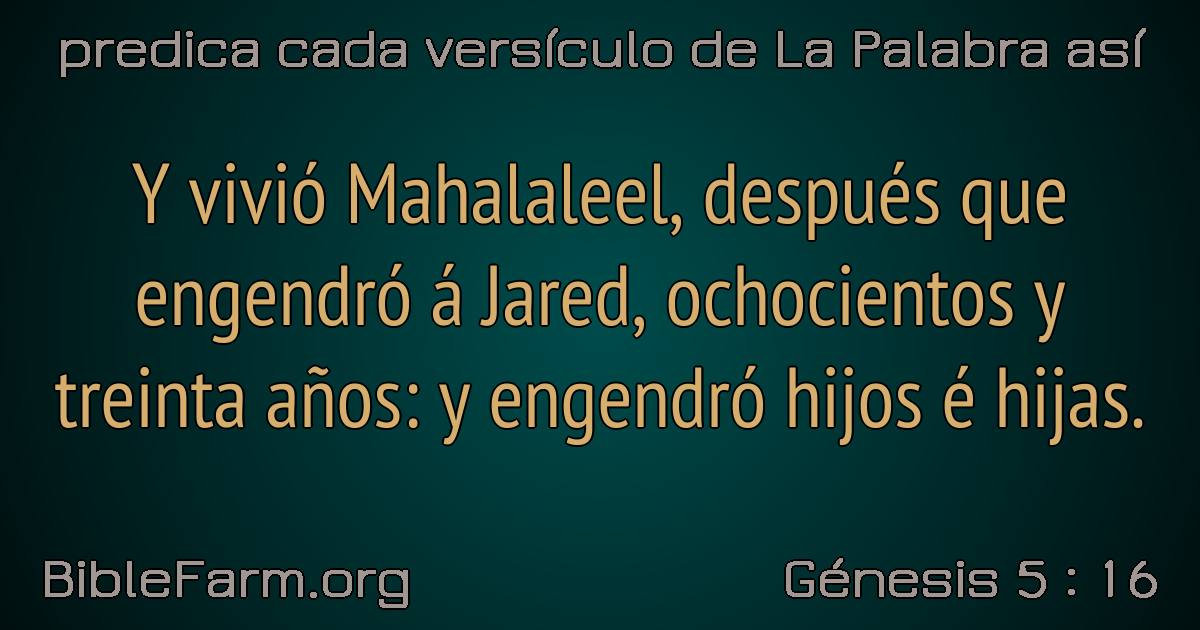 predica cada versículo de La Palabra así
Y vivió Mahalaleel, después que
engendró á Jared, ochocientos y
treinta años: y engendró hijos é hijas.
BibleFarm.org
Génesis 5 : 16